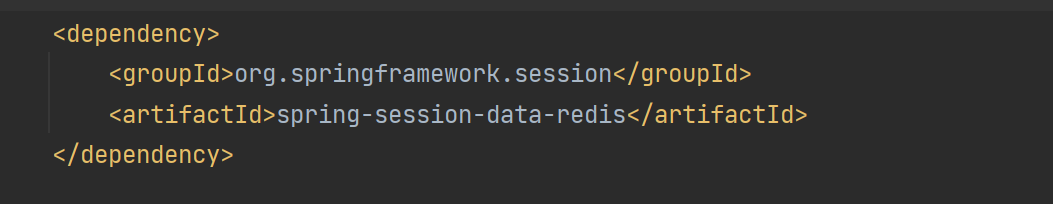 <dependency>
    <groupId>org.springframework.session</groupId>
    <artifactId>spring-session-data-redis</artifactId>
</dependency>